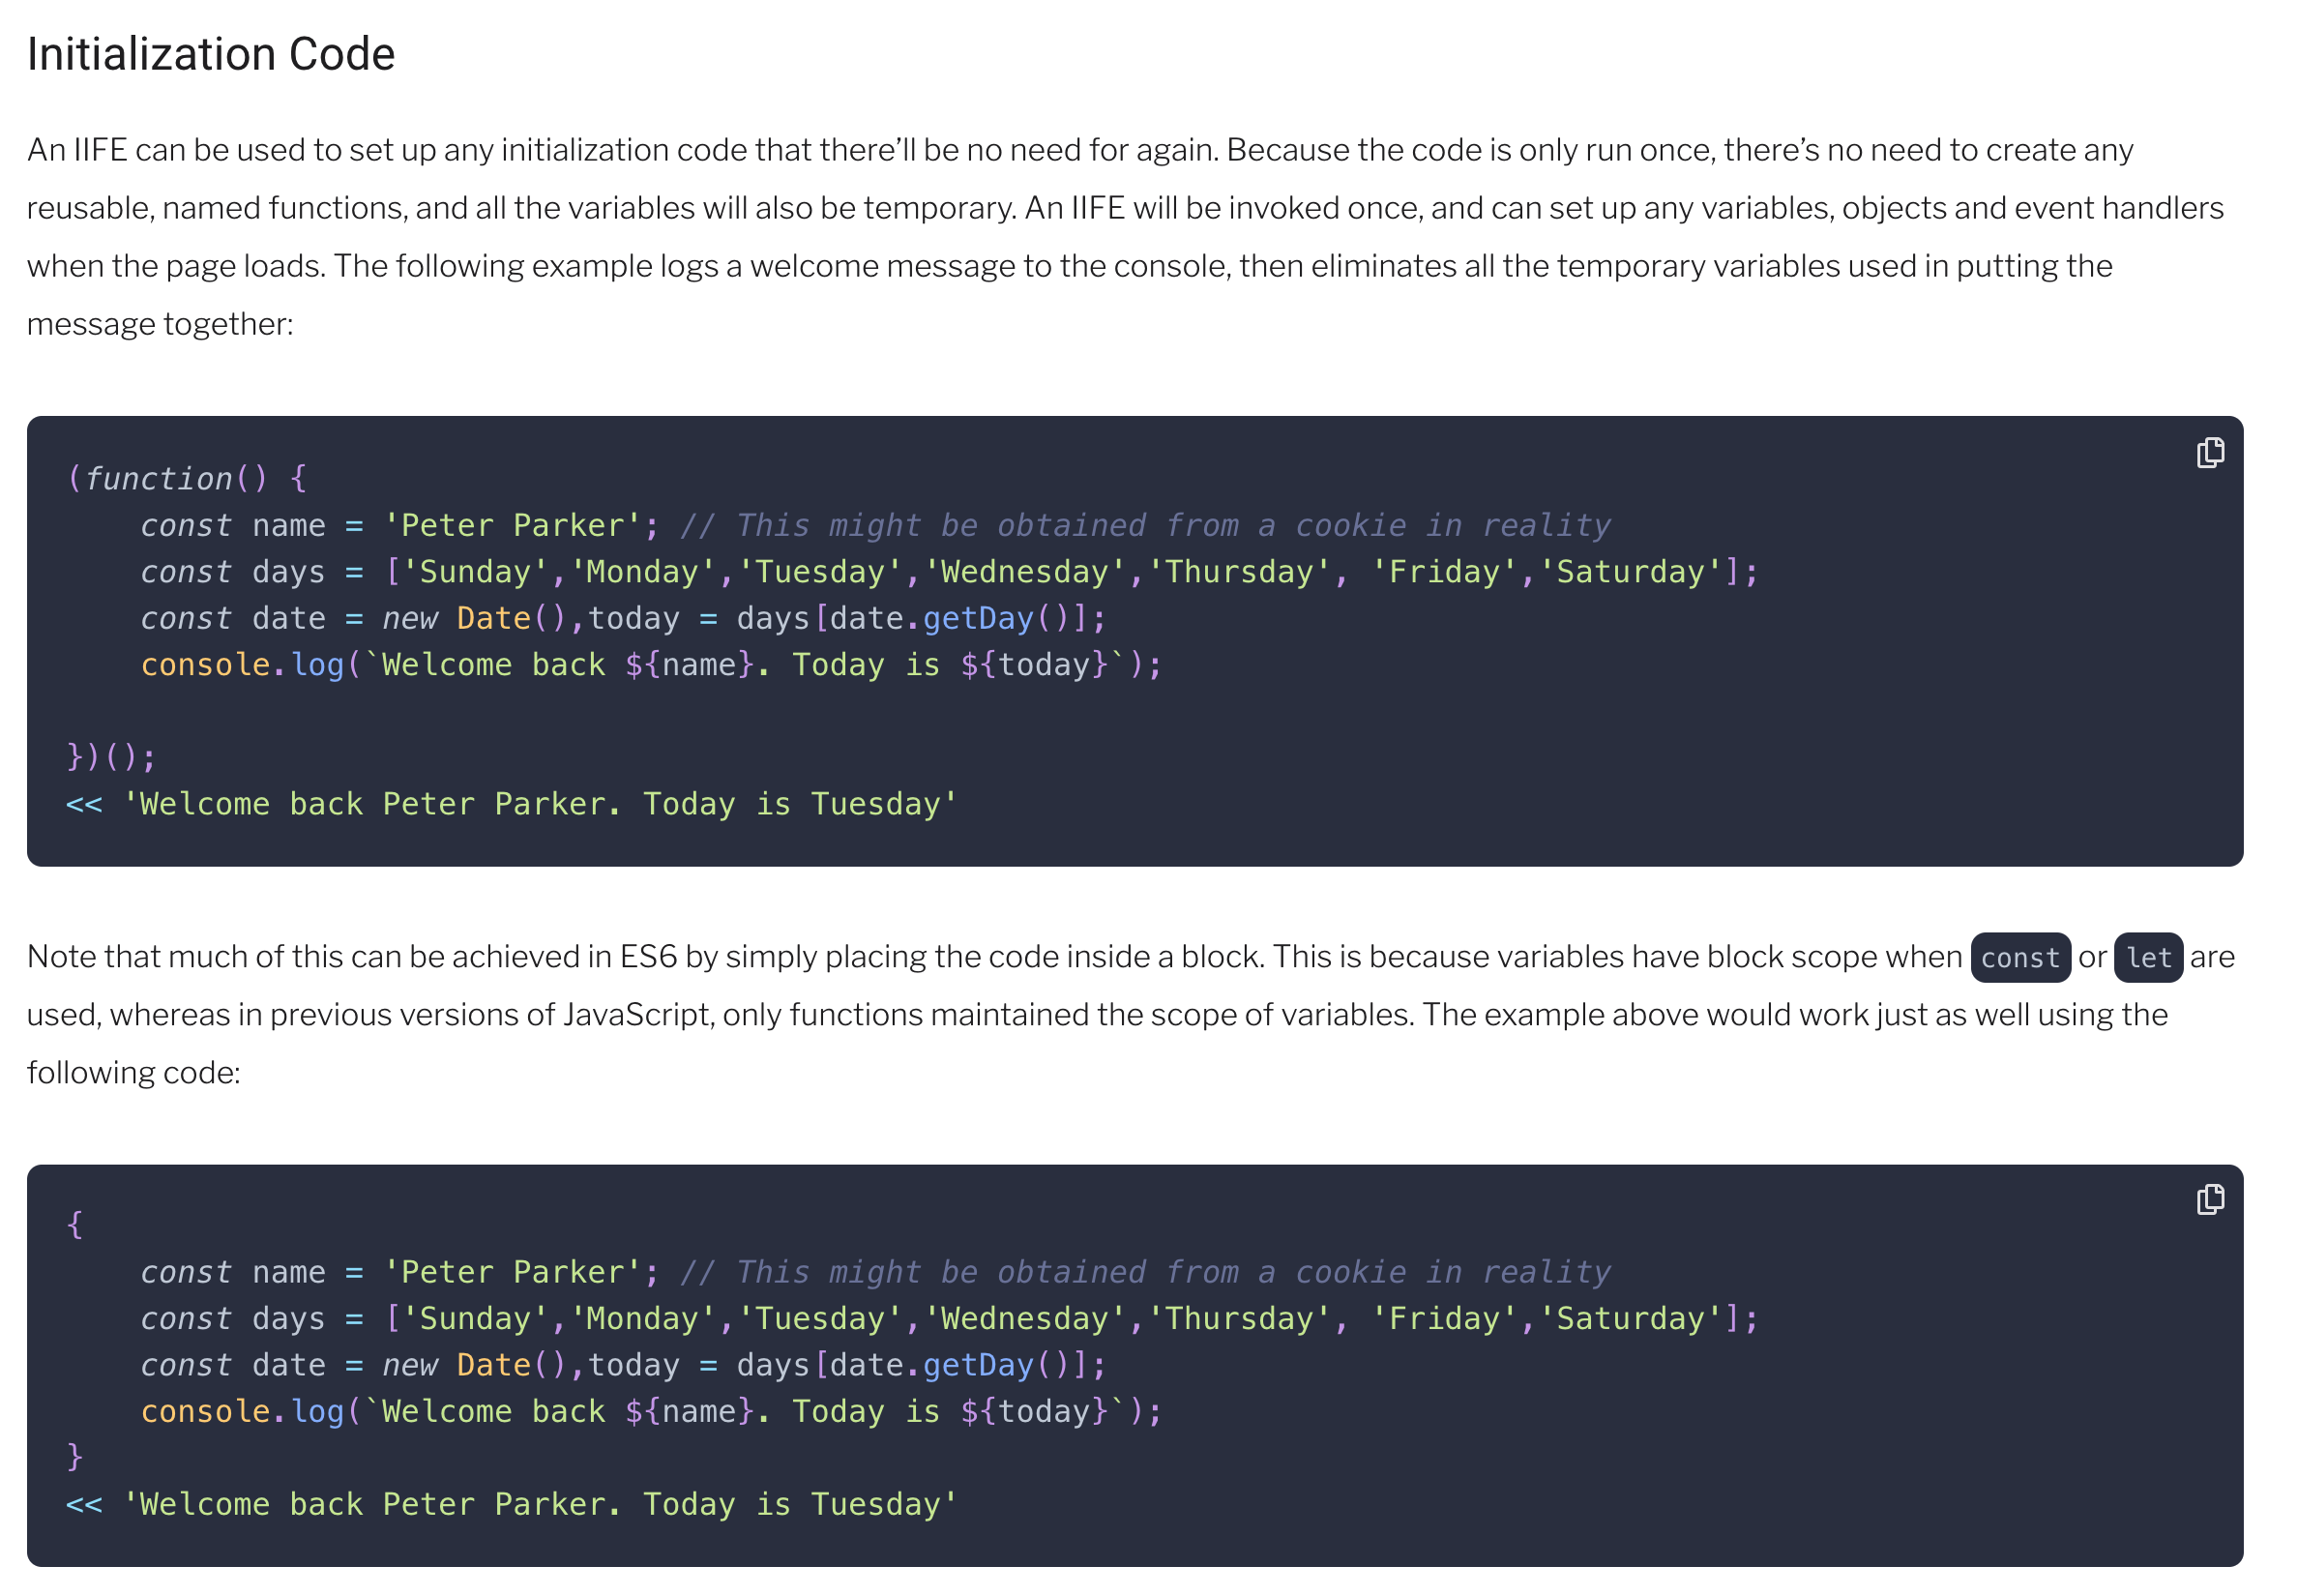 Initialization Code
An IIFE can be used to set up any initialization code that there’ll be no need for again. Because the code is only run once, there’s no need to create any
reusable, named functions, and all the variables will also be temporary. An IIFE will be invoked once, and can set up any variables, objects and event handlers
when the page loads. The following example logs a welcome message to the console, then eliminates all the temporary variables used in putting the
message together:
(function() {
    const name = 'Peter Parker'; // This might be obtained from a cookie in reality
    const days = ['Sunday','Monday','Tuesday','Wednesday','Thursday', 'Friday','Saturday'];
    const date = new Date(),today = days[date.getDay()];
    console.log(`Welcome back ${name}. Today is ${today}`);
})();
<< 'Welcome back Peter Parker. Today is Tuesday'
Note that much of this can be achieved in ES6 by simply placing the code inside a block. This is because variables have block scope when const or let are
used, whereas in previous versions of JavaScript, only functions maintained the scope of variables. The example above would work just as well using the
following code:
{
    const name = 'Peter Parker'; // This might be obtained from a cookie in reality
    const days = ['Sunday','Monday','Tuesday','Wednesday','Thursday', 'Friday','Saturday'];
    const date = new Date(),today = days[date.getDay()];
    console.log(`Welcome back ${name}. Today is ${today}`);
}
<< 'Welcome back Peter Parker. Today is Tuesday'